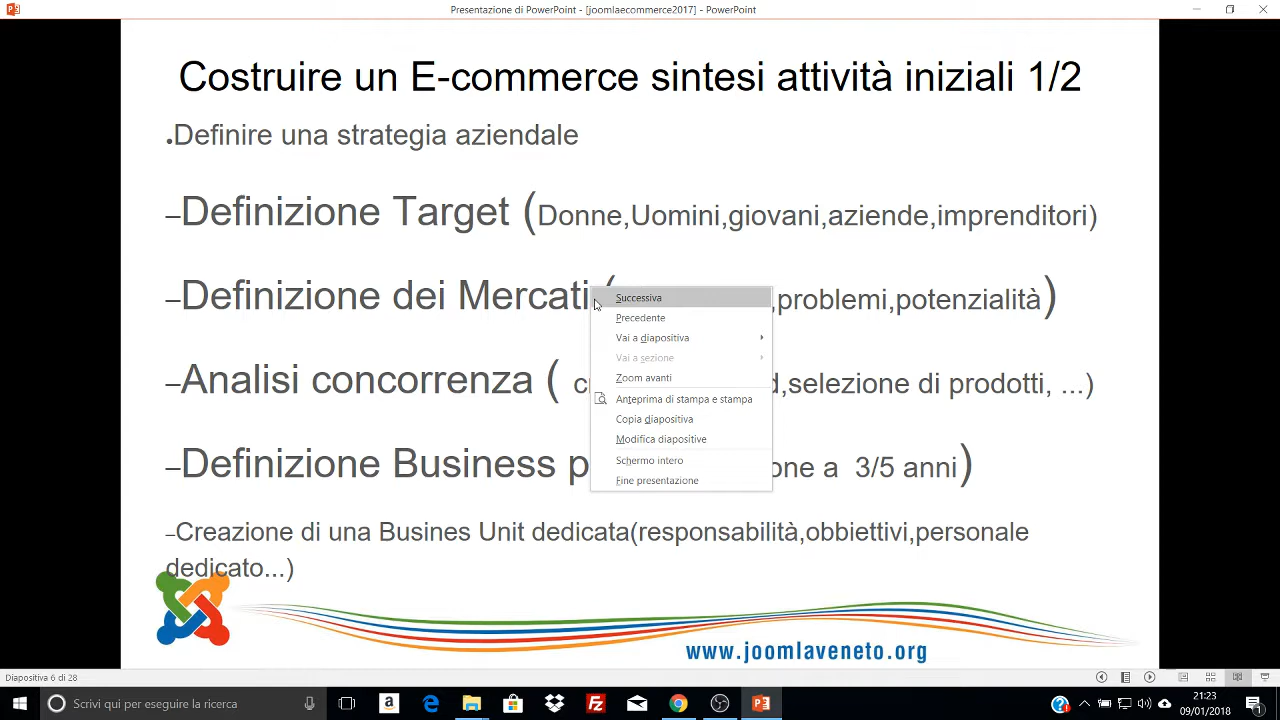 Presentazione di PowerPoint - [joomlaecommerce2017] - PowerPoint
Costruire un E-commerce sintesi attività iniziali 1/2
•Definire una strategia aziendale
–Definizione Target (Donne,Uomini,giovani,aziende,imprenditori)
–Definizione dei Mercati ( ,problemi,potenzialità)
Successiva
Precedente
Vai a diapositiva
Vai a sezione
Zoom avanti
Anteprima di stampa e stampa
Copia diapositiva
Modifica diapositive
Schermo intero
Fine presentazione
–Analisi concorrenza ( ,selezione di prodotti, ...)
–Definizione Business a 3/5 anni)
–Creazione di una Busines Unit dedicata(responsabilità,obbiettivi,personale
dedicato...)
www.joomlaveneto.org
Diapositiva 6 di 28
Scrivi qui per eseguire la ricerca
21:23
09/01/2018